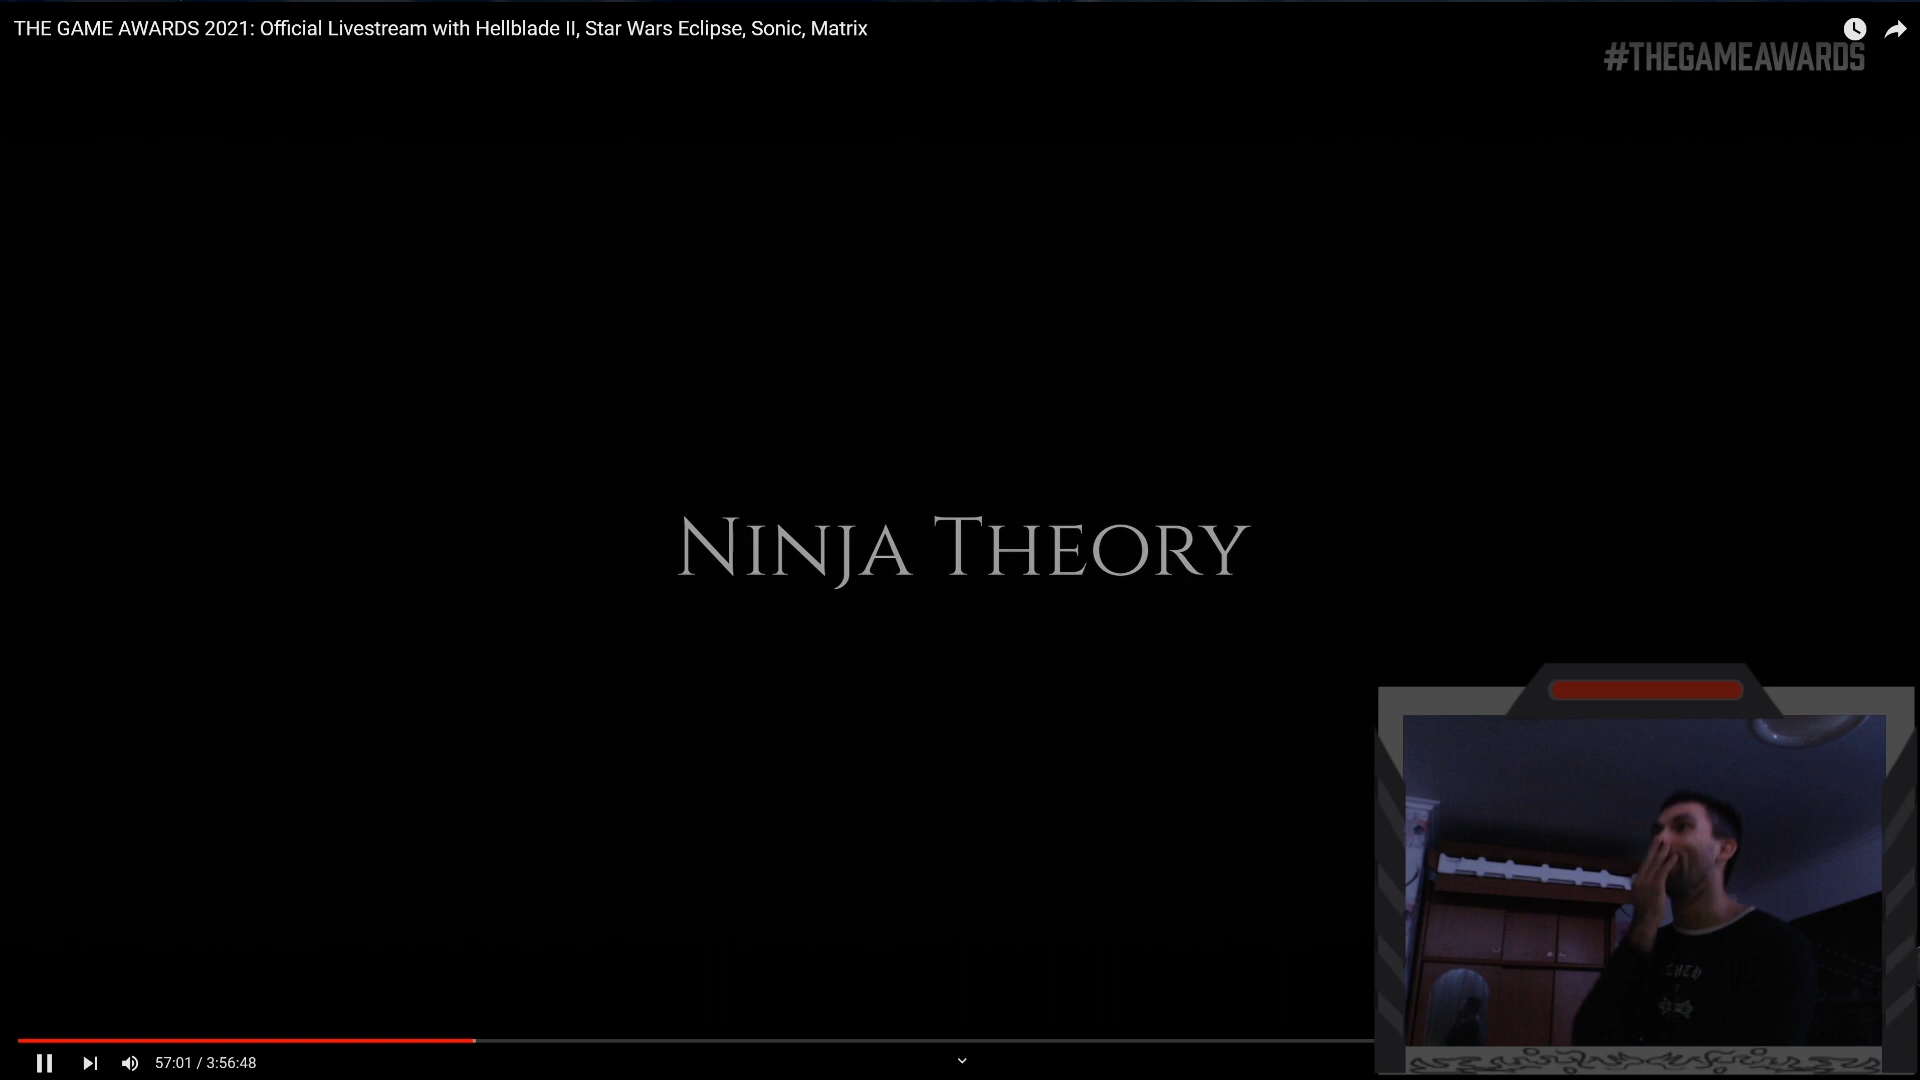 THE GAME AWARDS 2021: Official Livestream with Hellblade II, Star Wars Eclipse, Sonic, Matrix
#THEGAMEAWARDS
NINJA THEORY
57:01 / 3:56:48